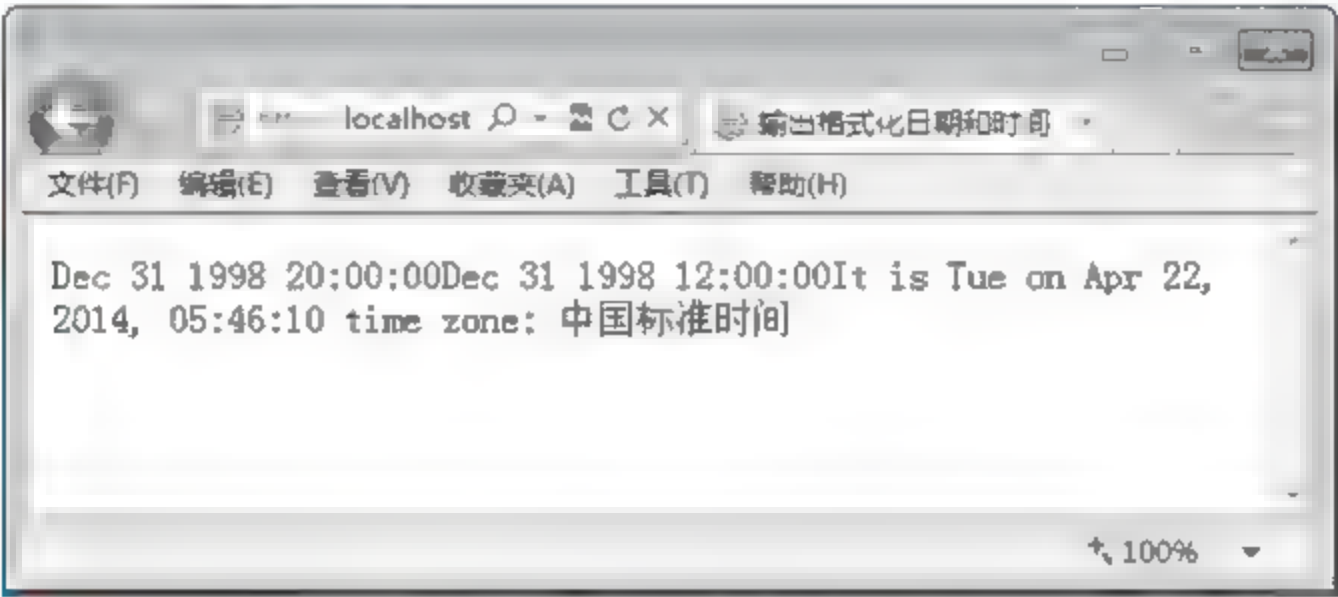 localhost
输出格式化日期和时间
文件(F) 编辑(E) 查看(V) 收藏夹(A) 工具(T) 帮助(H)
Dec 31 1998 20:00:00Dec 31 1998 12:00:00It is Tue on Apr 22,
2014, 05:46:10 time zone: 中国标准时间
100%